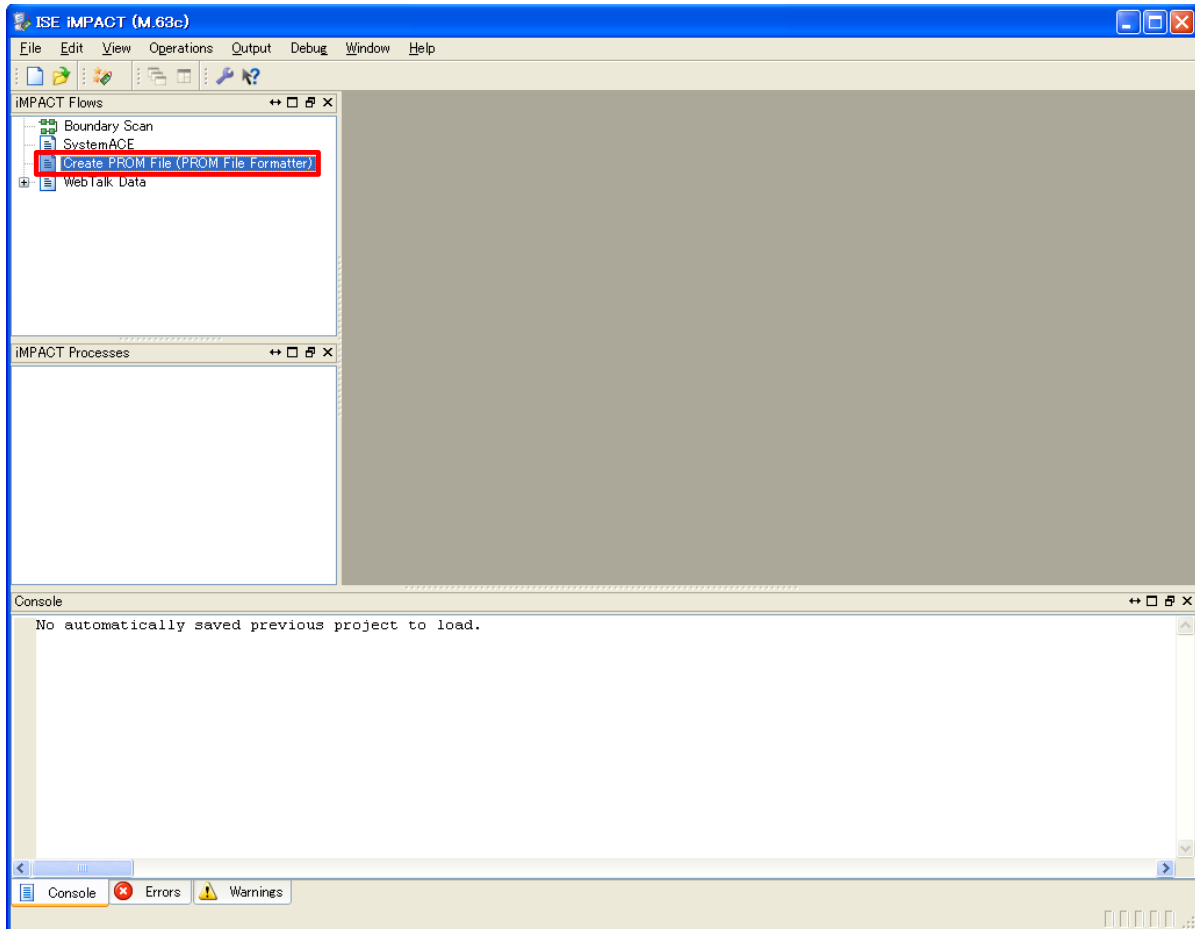 ISE iMPACT (M.63c)
File Edit View Operations Output Debug Window Help
iMPACT Flows
Boundary Scan
SystemACE
Create PROM File (PROM File Formatter)
WebTalk Data
iMPACT Processes
Console
No automatically saved previous project to load.
Console Errors Warnings